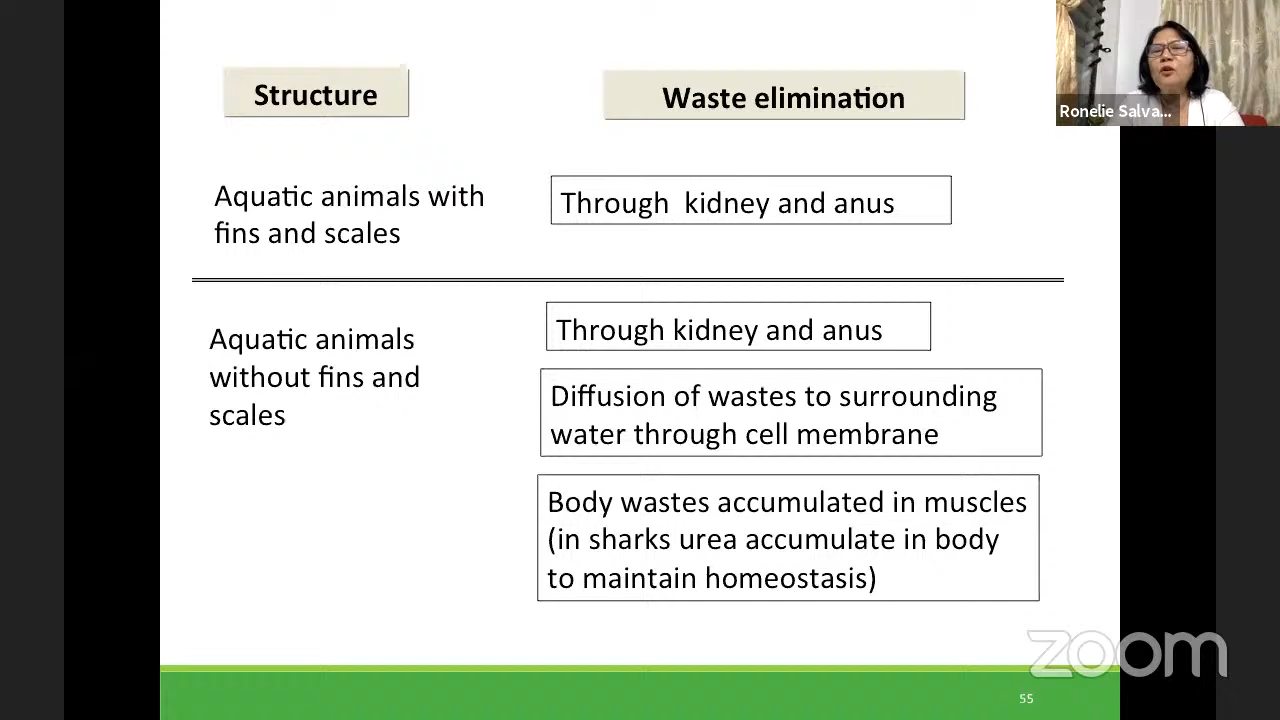 Structure
Waste elimination
Ronelie Salva...
Aquatic animals with
fins and scales
Through kidney and anus
Aquatic animals
without fins and
scales
Through kidney and anus
Diffusion of wastes to surrounding
water through cell membrane
Body wastes accumulated in muscles
(in sharks urea accumulate in body
to maintain homeostasis)
zoom
55